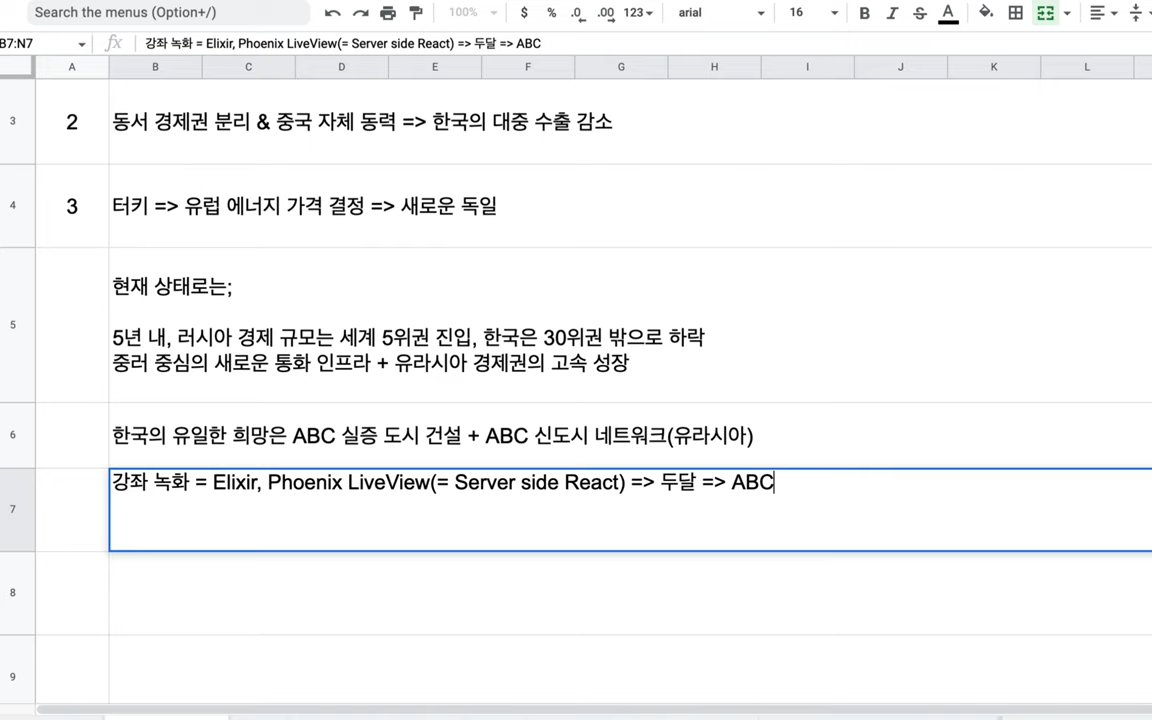 Search the menus (Option+/)
100%
$ % .0 .00 123
arial
16
B I S A
B7:N7
fx 강좌 녹화 = Elixir, Phoenix LiveView(= Server side React) => 두달 => ABC
A B C D E F G H I J K L
3 2 동서 경제권 분리 & 중국 자체 동력 => 한국의 대중 수출 감소
4 3 터키 => 유럽 에너지 가격 결정 => 새로운 독일
현재 상태로는;
5
5년 내, 러시아 경제 규모는 세계 5위권 진입, 한국은 30위권 밖으로 하락
중러 중심의 새로운 통화 인프라 + 유라시아 경제권의 고속 성장
6 한국의 유일한 희망은 ABC 실증 도시 건설 + ABC 신도시 네트워크(유라시아)
강좌 녹화 = Elixir, Phoenix LiveView(= Server side React) => 두달 => ABC
7
8
9